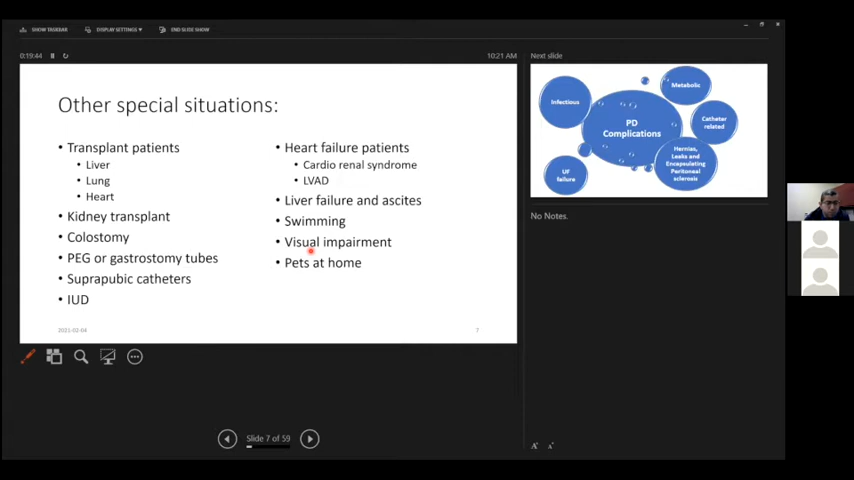 SHOW TASKBAR
DISPLAY SETTINGS ▾
END SLIDE SHOW
0:19:44
10:21 AM
Other special situations:
• Transplant patients
• Liver
• Lung
• Heart
• Kidney transplant
• Colostomy
• PEG or gastrostomy tubes
• Suprapubic catheters
• IUD
• Heart failure patients
• Cardio renal syndrome
• LVAD
• Liver failure and ascites
• Swimming
• Visual impairment
• Pets at home
2021-02-04
7
Slide 7 of 59
Next slide
Infectious
Metabolic
PD
Complications
Catheter
related
Hernias,
Leaks and
Encapsulating
Peritoneal
sclerosis
UF
failure
No Notes.
A A